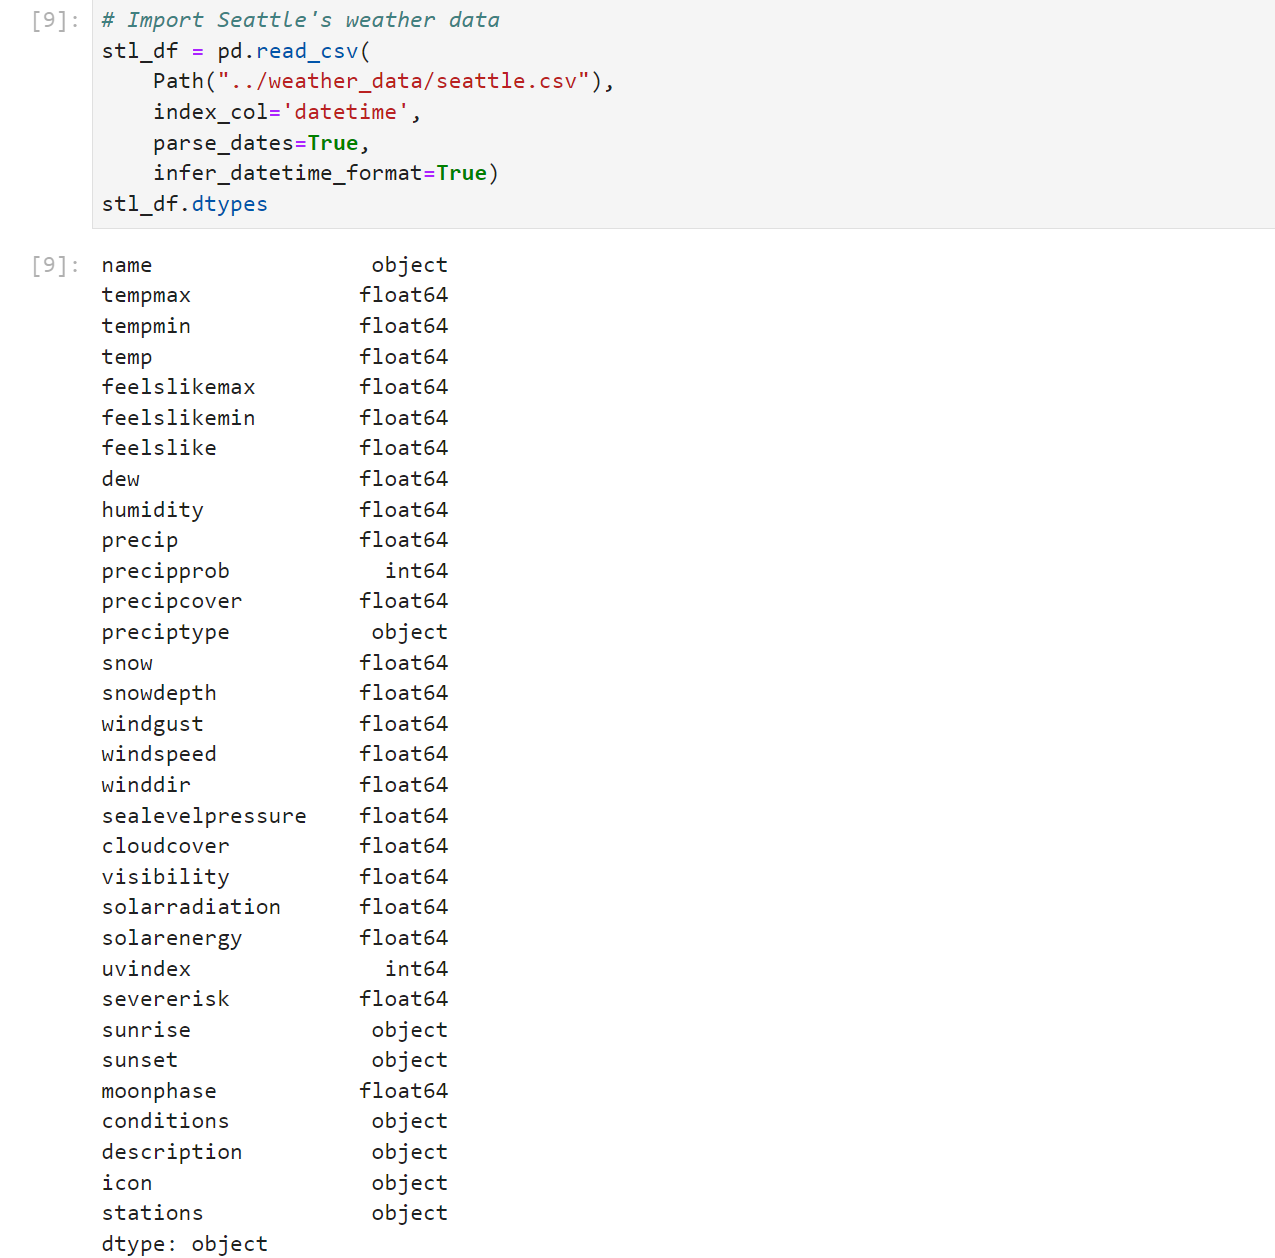 [9]: # Import Seattle's weather data
stl_df = pd.read_csv(
    Path("../weather_data/seattle.csv"),
    index_col='datetime',
    parse_dates=True,
    infer_datetime_format=True)
stl_df.dtypes
[9]: name                 object
tempmax             float64
tempmin             float64
temp                float64
feelslikemax        float64
feelslikemin        float64
feelslike           float64
dew                 float64
humidity            float64
precip              float64
precipprob            int64
precipcover         float64
preciptype           object
snow                float64
snowdepth           float64
windgust            float64
windspeed           float64
winddir             float64
sealevelpressure    float64
cloudcover          float64
visibility          float64
solarradiation      float64
solarenergy         float64
uvindex               int64
severerisk          float64
sunrise              object
sunset               object
moonphase           float64
conditions           object
description          object
icon                 object
stations             object
dtype: object